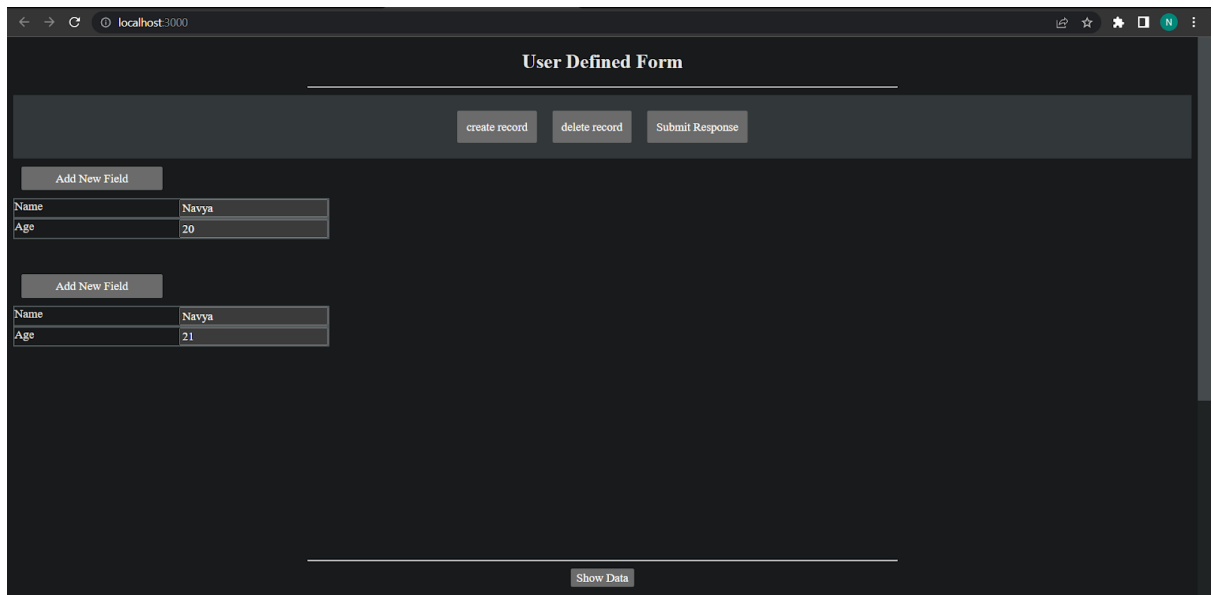 localhost:3000
N
User Defined Form
create record delete record Submit Response
Add New Field
Name Navya
Age 20
Add New Field
Name Navya
Age 21
Show Data